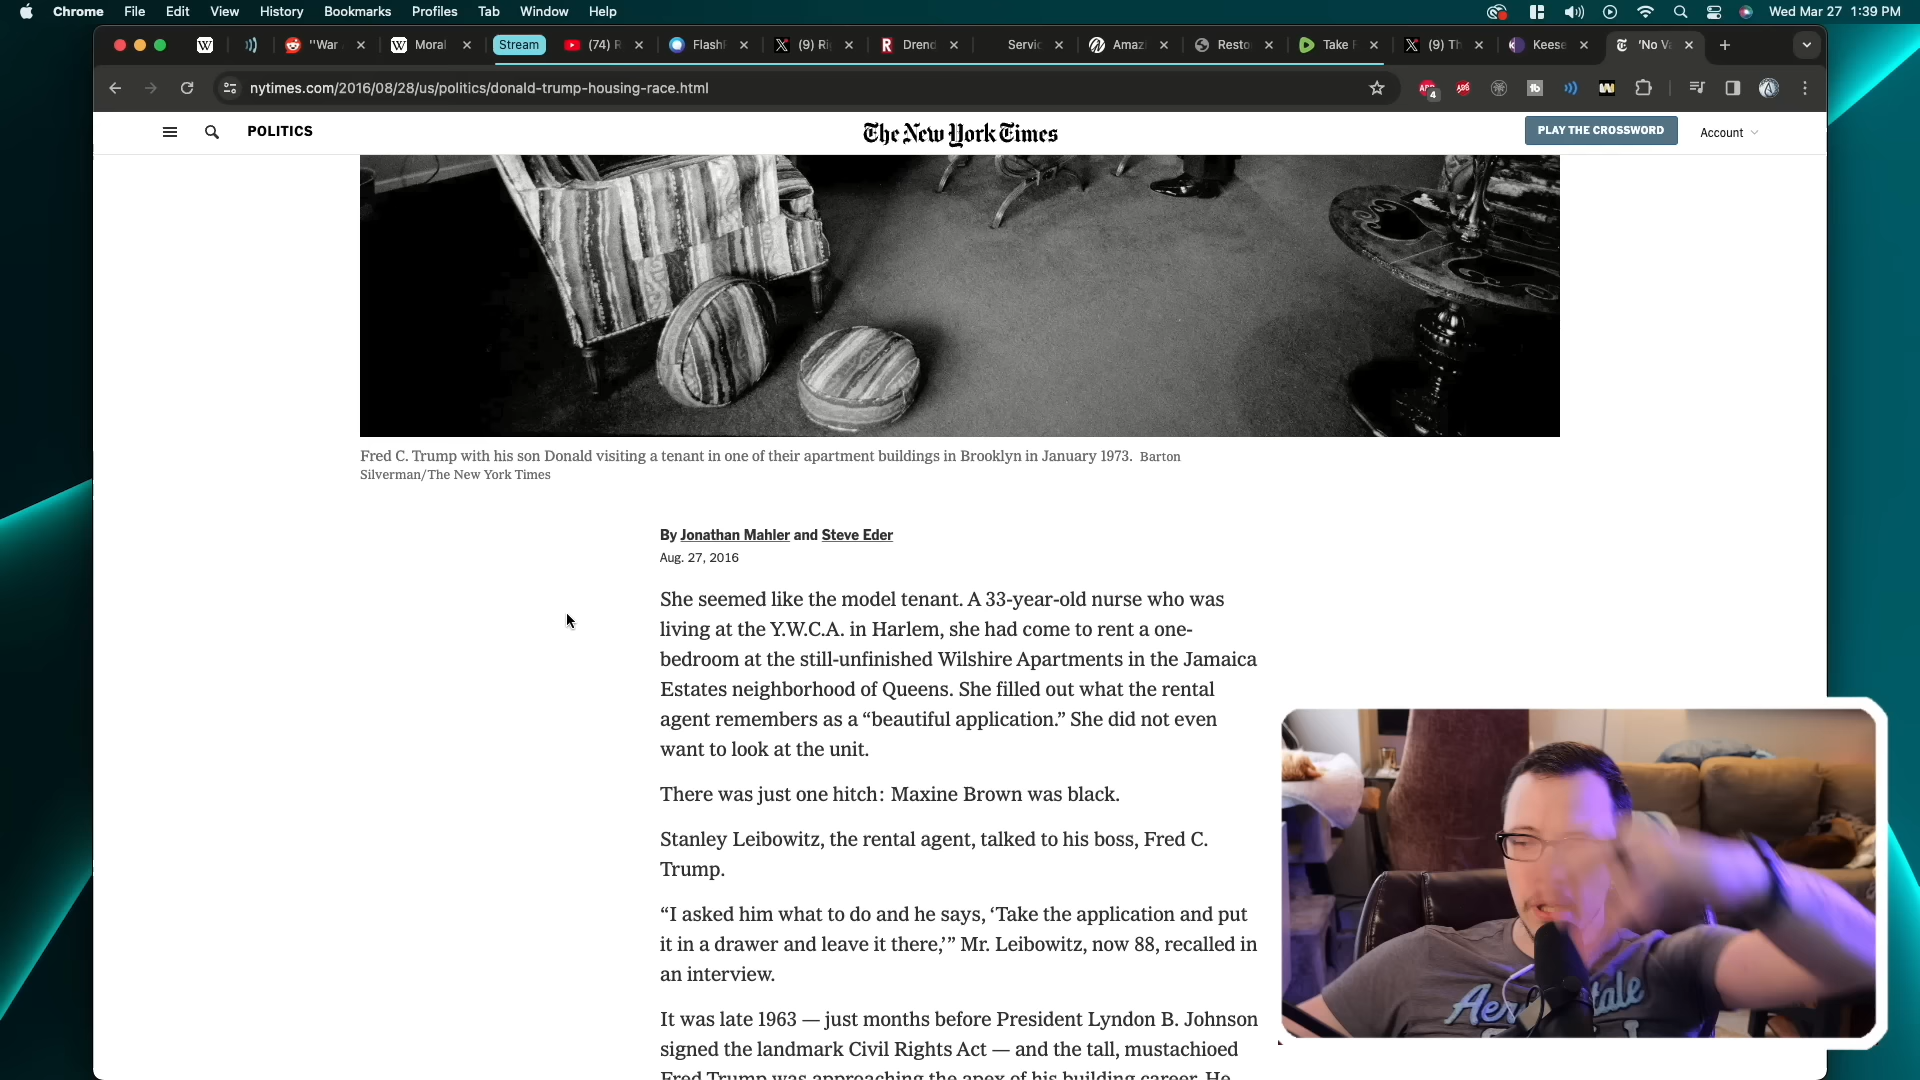 Chrome File Edit View History Bookmarks Profiles Tab Window Help Wed Mar 27 1:39 PM
"War Moral Stream (74) R Flash (9) Ri Drend Servic Amaz Resto Take F (9) Th Keese 'No Va
nytimes.com/2016/08/28/us/politics/donald-trump-housing-race.html
POLITICS The New York Times PLAY THE CROSSWORD Account
Fred C. Trump with his son Donald visiting a tenant in one of their apartment buildings in Brooklyn in January 1973. Barton
Silverman/The New York Times
By Jonathan Mahler and Steve Eder
Aug. 27, 2016
She seemed like the model tenant. A 33-year-old nurse who was
living at the Y.W.C.A. in Harlem, she had come to rent a one-
bedroom at the still-unfinished Wilshire Apartments in the Jamaica
Estates neighborhood of Queens. She filled out what the rental
agent remembers as a “beautiful application.” She did not even
want to look at the unit.
There was just one hitch: Maxine Brown was black.
Stanley Leibowitz, the rental agent, talked to his boss, Fred C.
Trump.
“I asked him what to do and he says, ‘Take the application and put
it in a drawer and leave it there,’” Mr. Leibowitz, now 88, recalled in
an interview.
It was late 1963 — just months before President Lyndon B. Johnson
signed the landmark Civil Rights Act — and the tall, mustachioed
Fred Trump was approaching the apex of his building career. He